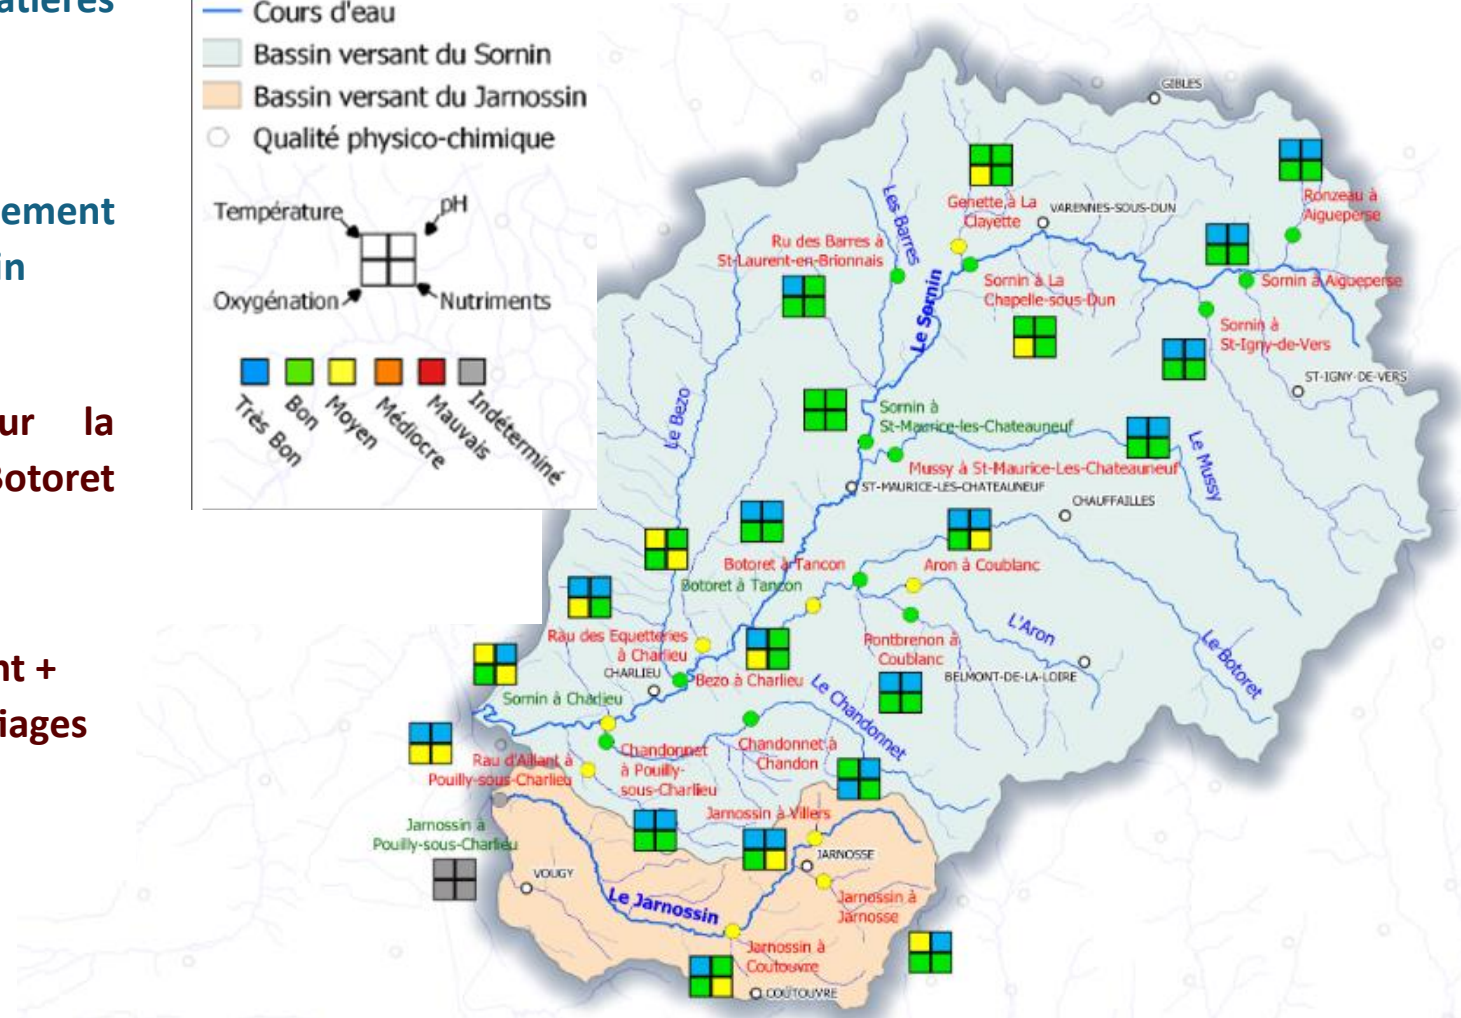 atières
ement
in
ur la
Botoret
nt +
iages
Cours d'eau
Bassin versant du Sornin
Bassin versant du Jarnossin
Qualité physico-chimique
Température
pH
Oxygénation
Nutriments
Très Bon
Bon
Moyen
Médiocre
Mauvais
Indéterminé
GIBLES
Ronzeau à
Aigueperse
Genette à La
Clayette
VARENNES-SOUS-DUN
Les Barres
Ru des Barres à
St-Laurent-en-Brionnais
Sornin à La
Chapelle-sous-Dun
Sornin à Aigueperse
Le Sornin
Sornin à
St-Igny-de-Vers
ST-IGNY-DE-VERS
Le Bezo
Sornin à
St-Maurice-les-Chateauneuf
Mussy à St-Maurice-Les-Chateauneuf
Le Mussy
ST-MAURICE-LES-CHATEAUNEUF
CHAUFFAILLES
Botoret à Tancon
Aron à Coublanc
Botoret à Tancon
Rau des Equetteries
à Charlieu
Pontbrenon à
Coublanc
L'Aron
Le Botoret
CHARLIEU
Bezo à Charlieu
BELMONT-DE-LA-LOIRE
Sornin à Charlieu
Le Chandonnet
Chandonnet à
Chandon
Chandonnet
à Pouilly-
sous-Charlieu
Rau d'Aillant à
Pouilly-sous-Charlieu
Jarnossin à Villers
Jarnossin à
Pouilly-sous-Charlieu
JARNOSSE
VOUGY
Le Jarnossin
Jarnossin à
Jarnosse
Jarnossin à
Coutouvre
COUTOUVRE